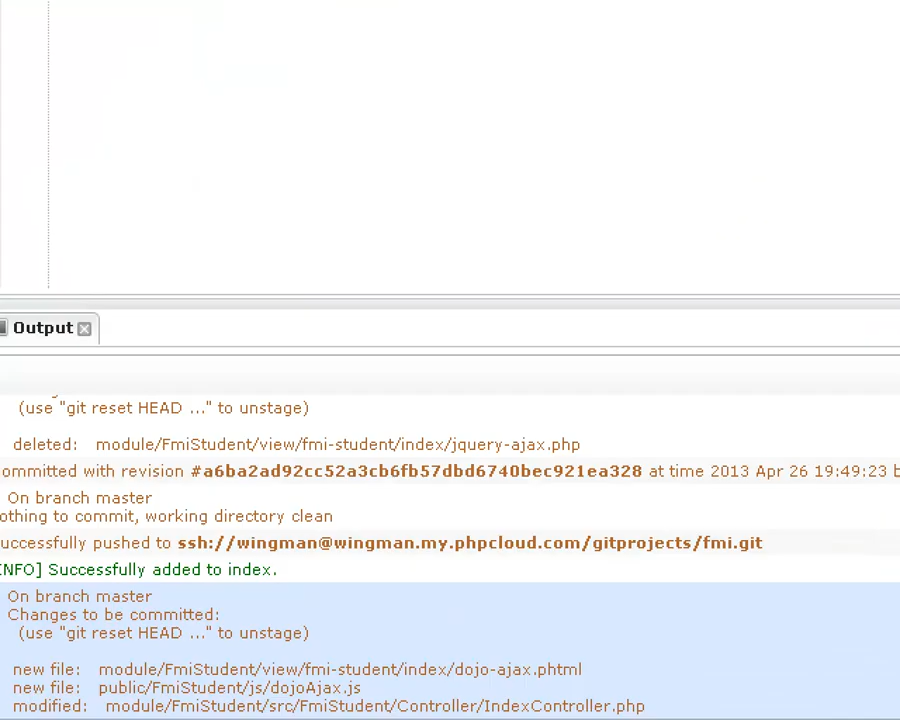 Output
(use "git reset HEAD ..." to unstage)
deleted: module/FmiStudent/view/fmi-student/index/jquery-ajax.php
ommitted with revision #a6ba2ad92cc52a3cb6fb57dbd6740bec921ea328 at time 2013 Apr 26 19:49:23 b
On branch master
othing to commit, working directory clean
uccessfully pushed to ssh://wingman@wingman.my.phpcloud.com/gitprojects/fmi.git
INFO] Successfully added to index.
On branch master
Changes to be committed:
(use "git reset HEAD ..." to unstage)
new file: module/FmiStudent/view/fmi-student/index/dojo-ajax.phtml
new file: public/FmiStudent/js/dojoAjax.js
modified: module/FmiStudent/src/FmiStudent/Controller/IndexController.php